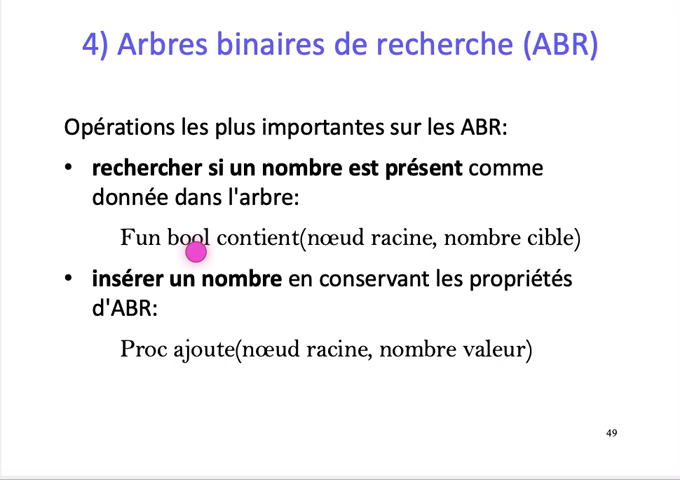 4) Arbres binaires de recherche (ABR)
Opérations les plus importantes sur les ABR:
• rechercher si un nombre est présent comme
donnée dans l'arbre:
Fun bool contient(nœud racine, nombre cible)
• insérer un nombre en conservant les propriétés
d'ABR:
Proc ajoute(nœud racine, nombre valeur)
49